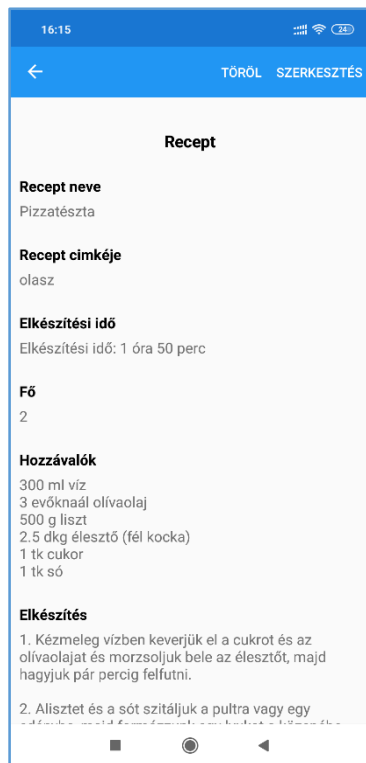 16:15
24
TÖRÖL SZERKESZTÉS
Recept
Recept neve
Pizzatészta
Recept cimkéje
olasz
Elkészítési idő
Elkészítési idő: 1 óra 50 perc
Fő
2
Hozzávalók
300 ml víz
3 evőknaál olívaolaj
500 g liszt
2.5 dkg élesztő (fél kocka)
1 tk cukor
1 tk só
Elkészítés
1. Kézmeleg vízben keverjük el a cukrot és az
olívaolajat és morzsoljuk bele az élesztőt, majd
hagyjuk pár percig felfutni.
2. Alisztet és a sót szitáljuk a pultra vagy egy